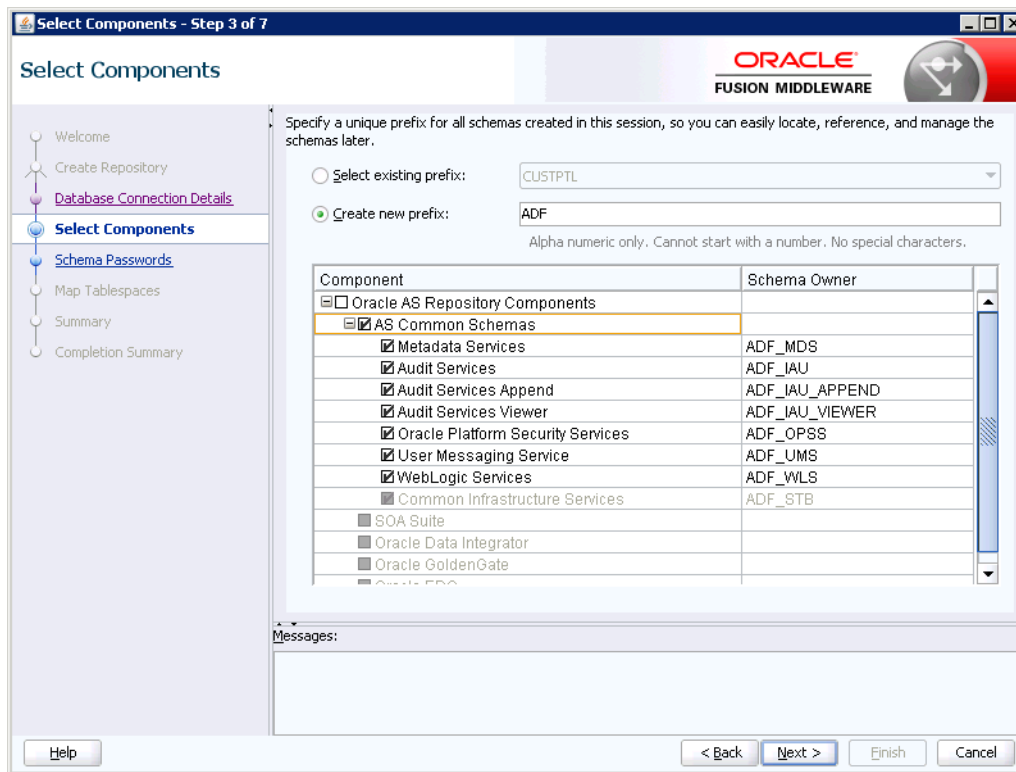 Select Components - Step 3 of 7
Select Components
ORACLE
FUSION MIDDLEWARE
Welcome
Create Repository
Database Connection Details
Select Components
Schema Passwords
Map Tablespaces
Summary
Completion Summary
Specify a unique prefix for all schemas created in this session, so you can easily locate, reference, and manage the
schemas later.
Select existing prefix: CUSTPTL
Create new prefix: ADF
Alpha numeric only. Cannot start with a number. No special characters.
Component Schema Owner
Oracle AS Repository Components
AS Common Schemas
Metadata Services ADF_MDS
Audit Services ADF_IAU
Audit Services Append ADF_IAU_APPEND
Audit Services Viewer ADF_IAU_VIEWER
Oracle Platform Security Services ADF_OPSS
User Messaging Service ADF_UMS
WebLogic Services ADF_WLS
Common Infrastructure Services ADF_STB
SOA Suite
Oracle Data Integrator
Oracle GoldenGate
Messages:
Help < Back Next > Finish Cancel